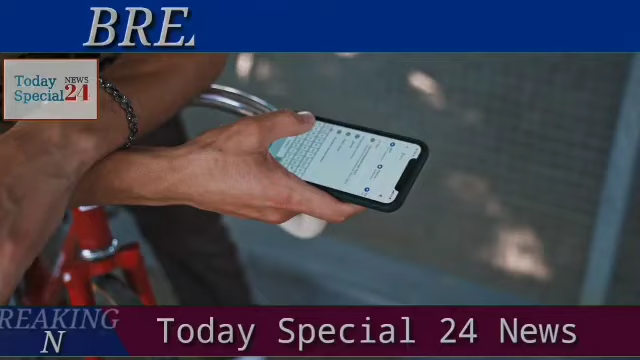 BRE
Today
NEWS
Special 24
REAKING
N
Today Special 24 News